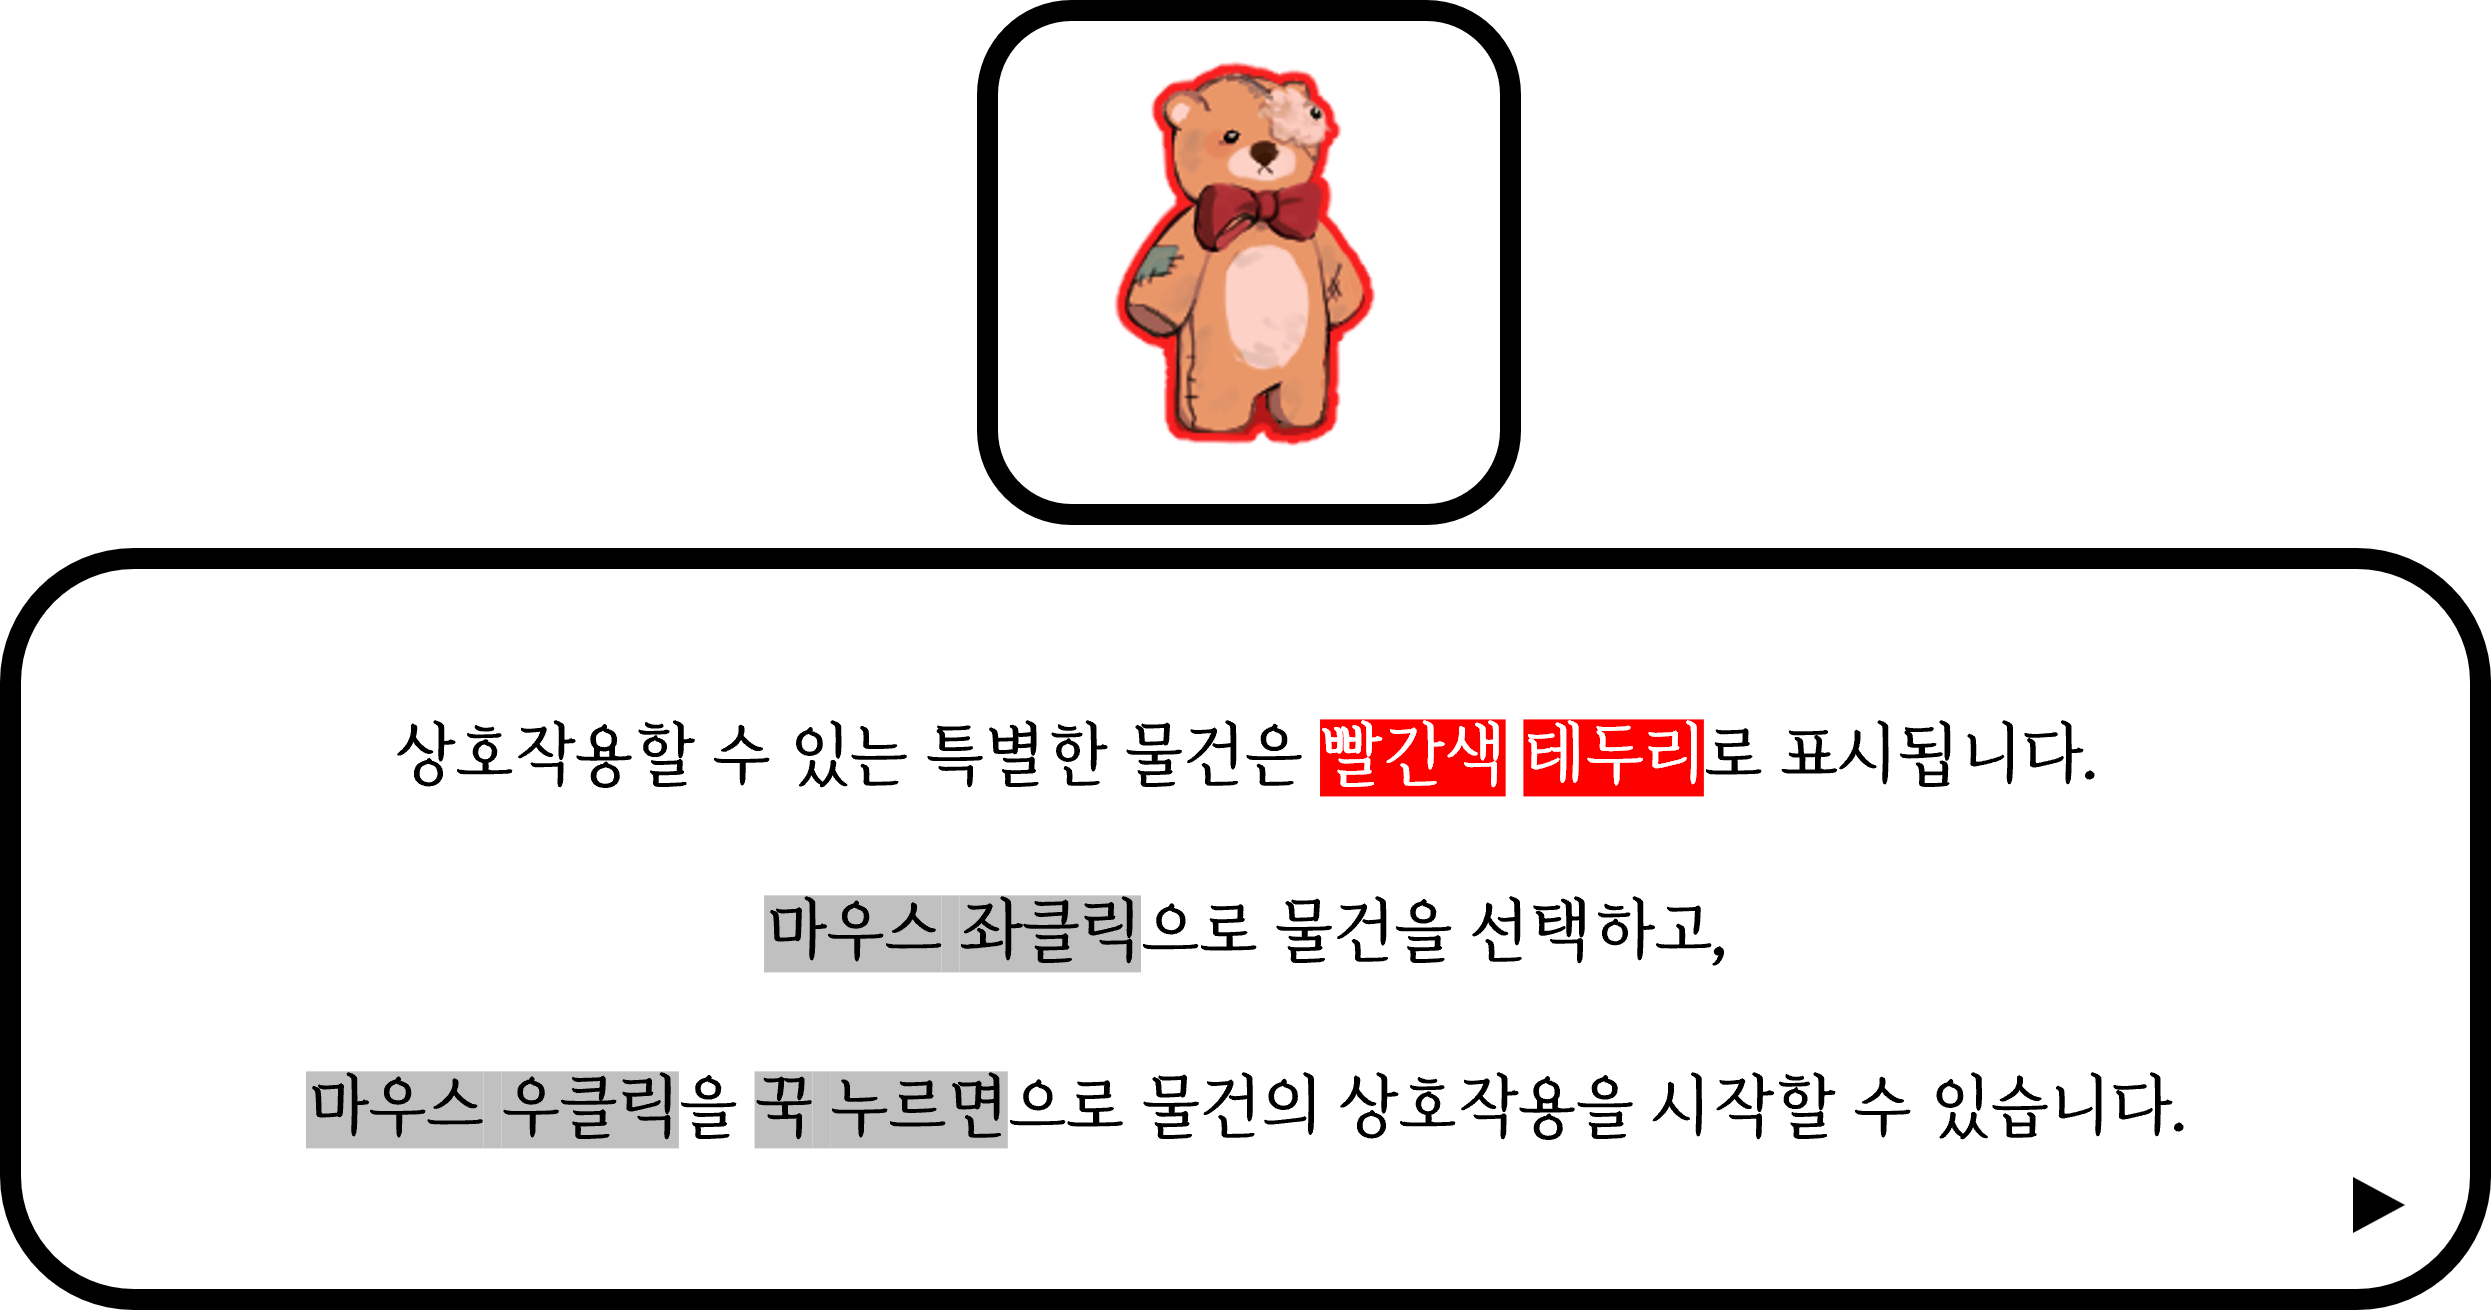 상호작용할 수 있는 특별한 물건은 빨간색 테두리로 표시됩니다.
마우스 좌클릭으로 물건을 선택하고,
마우스 우클릭을 꾹 누르면으로 물건의 상호작용을 시작할 수 있습니다.